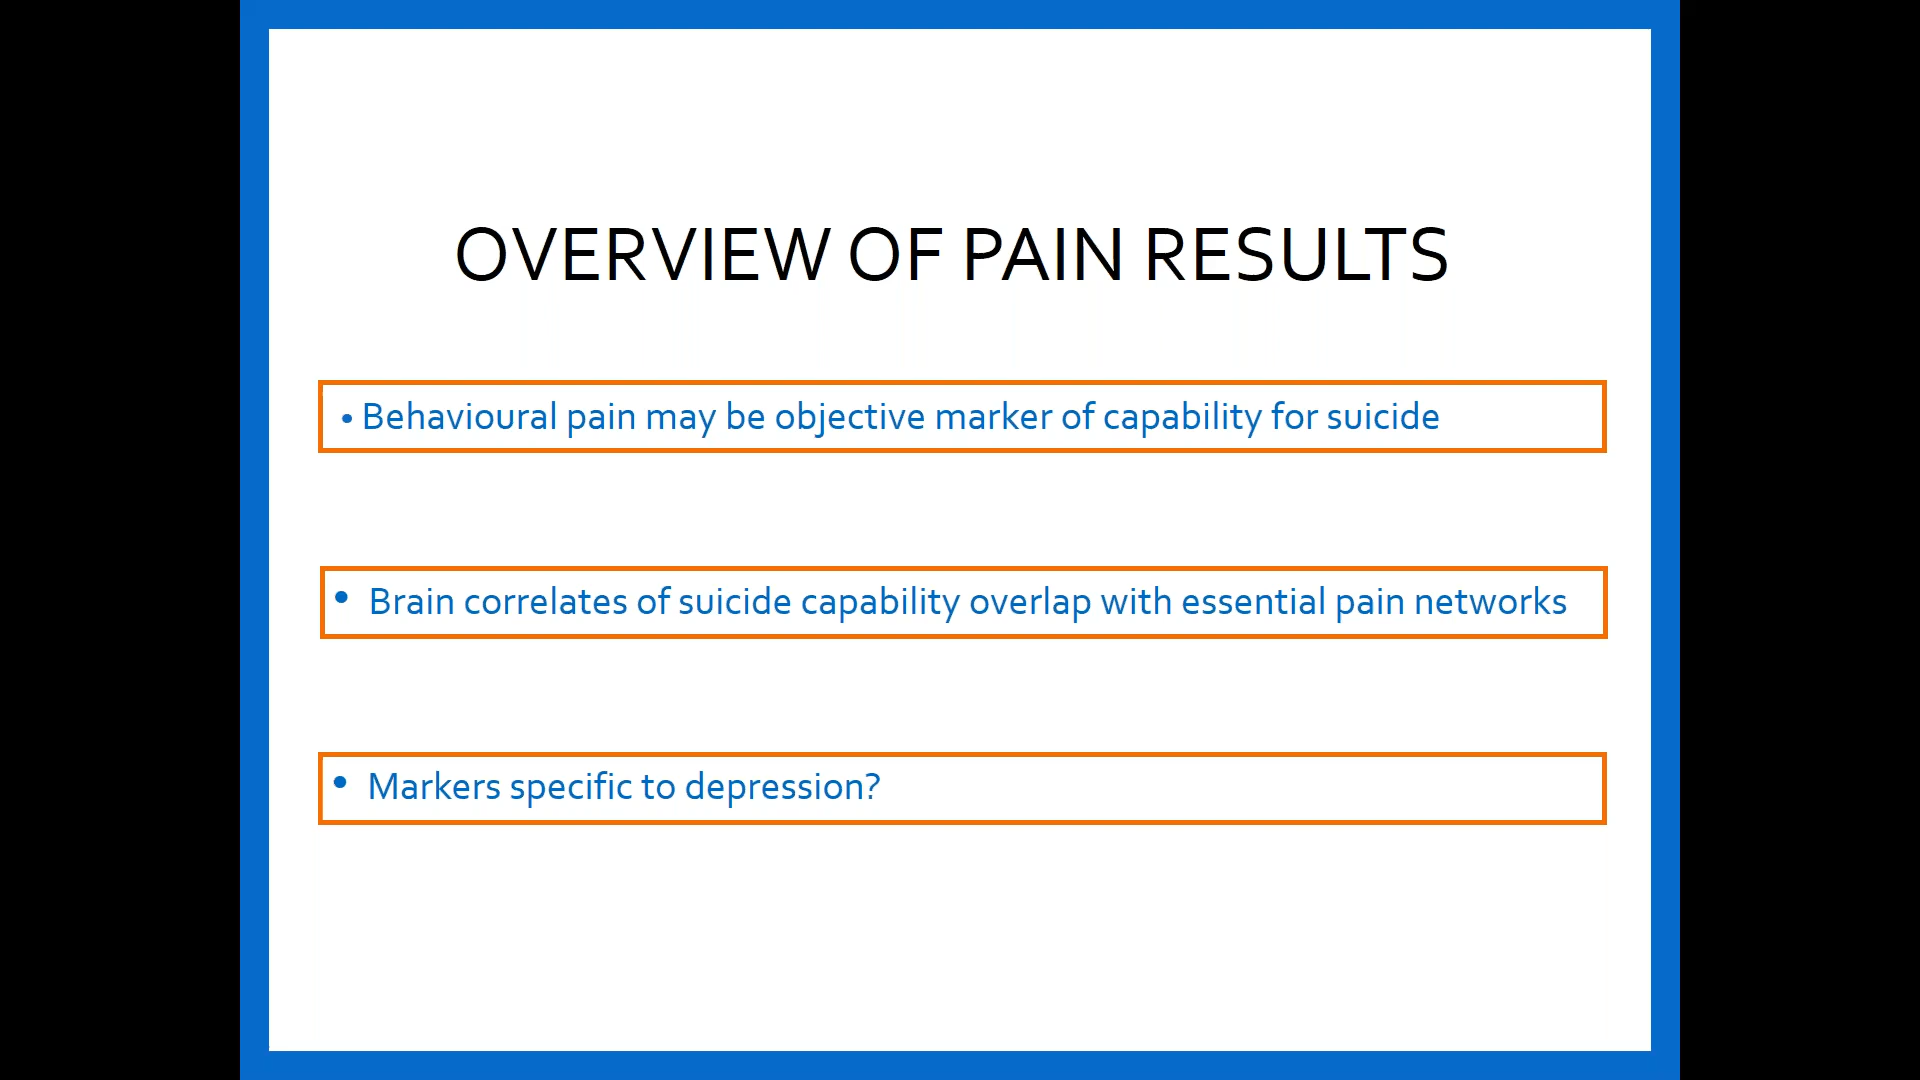 OVERVIEW OF PAIN RESULTS
• Behavioural pain may be objective marker of capability for suicide
• Brain correlates of suicide capability overlap with essential pain networks
• Markers specific to depression?